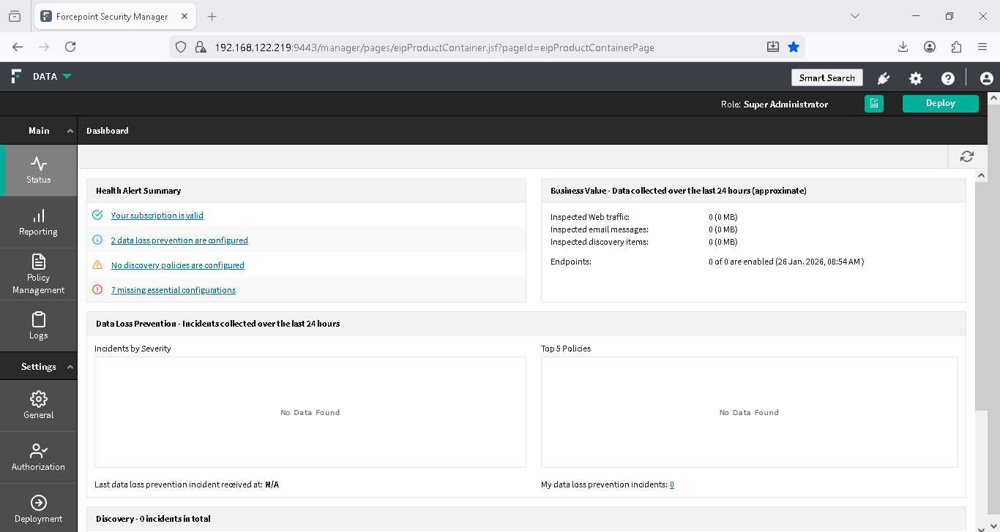 Forcepoint Security Manager
192.168.122.219:9443/manager/pages/eipProductContainer.jsf?pageId=eipProductContainerPage
DATA
Smart Search
Role: Super Administrator
Deploy
Main
Dashboard
Status
Reporting
Policy
Management
Logs
Settings
General
Authorization
Deployment
Health Alert Summary
Your subscription is valid
2 data loss prevention are configured
No discovery policies are configured
7 missing essential configurations
Business Value - Data collected over the last 24 hours (approximate)
Inspected Web traffic: 0 (0 MB)
Inspected email messages: 0 (0 MB)
Inspected discovery items: 0 (0 MB)
Endpoints: 0 of 0 are enabled (26 Jan. 2026, 08:54 AM )
Data Loss Prevention - Incidents collected over the last 24 hours
Incidents by Severity
No Data Found
Last data loss prevention incident received at: N/A
Top 5 Policies
No Data Found
My data loss prevention incidents: 0
Discovery - 0 incidents in total